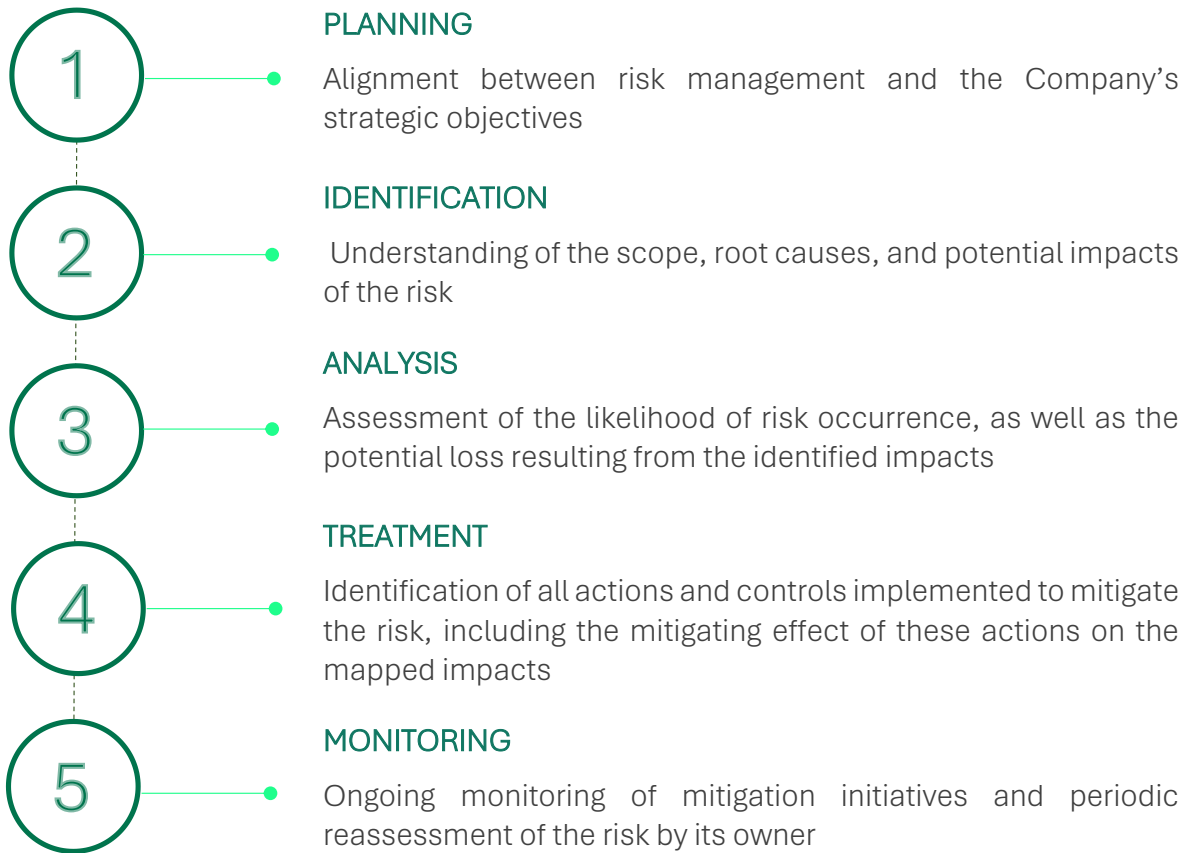 1
PLANNING
Alignment between risk management and the Company’s
strategic objectives
2
IDENTIFICATION
Understanding of the scope, root causes, and potential impacts
of the risk
3
ANALYSIS
Assessment of the likelihood of risk occurrence, as well as the
potential loss resulting from the identified impacts
4
TREATMENT
Identification of all actions and controls implemented to mitigate
the risk, including the mitigating effect of these actions on the
mapped impacts
5
MONITORING
Ongoing monitoring of mitigation initiatives and periodic
reassessment of the risk by its owner